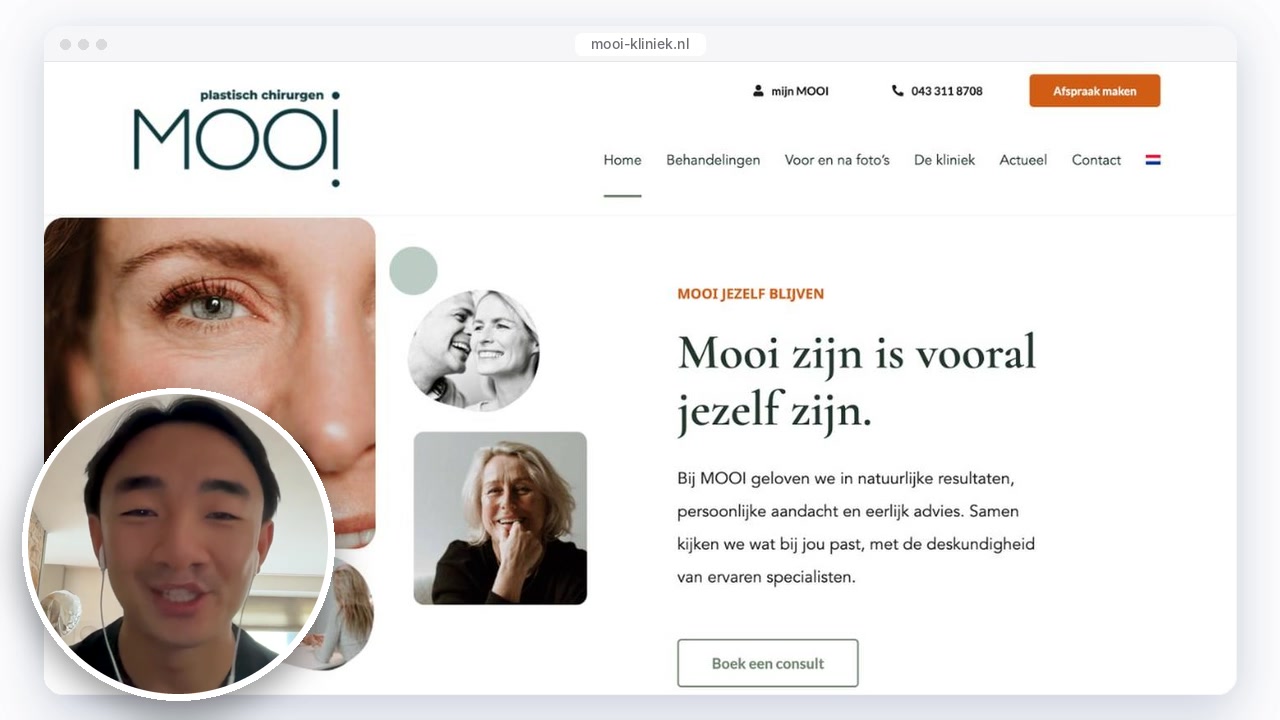 mooi-kliniek.nl
plastisch chirurgen
MOOI
mijn MOOI
043 311 8708
Afspraak maken
Home
Behandelingen
Voor en na foto's
De kliniek
Actueel
Contact
MOOI JEZELF BLIJVEN
Mooi zijn is vooral
jezelf zijn.
Bij MOOI geloven we in natuurlijke resultaten,
persoonlijke aandacht en eerlijk advies. Samen
kijken we wat bij jou past, met de deskundigheid
van ervaren specialisten.
Boek een consult